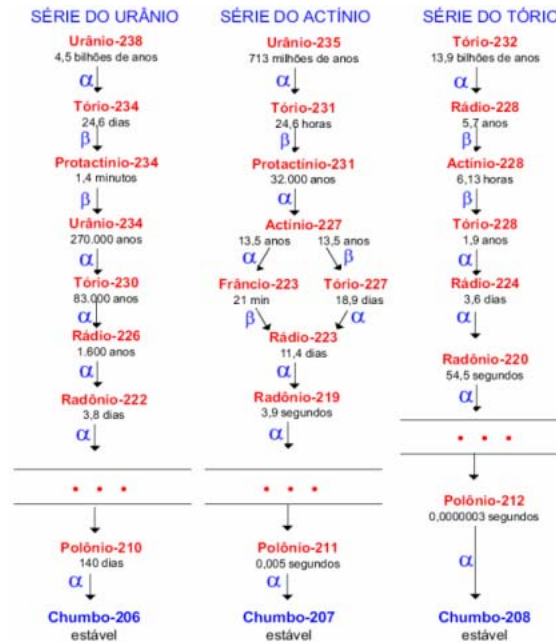 SÉRIE DO URÂNIO
Urânio-238
4,5 bilhões de anos
α
Tório-234
24,6 dias
β
Protactínio-234
1,4 minutos
β
Urânio-234
270.000 anos
α
Tório-230
83.000 anos
α
Rádio-226
1.600 anos
α
Radônio-222
3,8 dias
α
. . .
Polônio-210
140 dias
α
Chumbo-206
estável
SÉRIE DO ACTÍNIO
Urânio-235
713 milhões de anos
α
Tório-231
24,6 horas
β
Protactínio-231
32.000 anos
α
Actínio-227
13,5 anos 13,5 anos
α β
Frâncio-223 Tório-227
21 min 18,9 dias
β α
Rádio-223
11,4 dias
α
Radônio-219
3,9 segundos
α
. . .
Polônio-211
0,005 segundos
α
Chumbo-207
estável
SÉRIE DO TÓRIO
Tório-232
13,9 bilhões de anos
α
Rádio-228
5,7 anos
β
Actínio-228
6,13 horas
β
Tório-228
1,9 anos
α
Rádio-224
3,6 dias
α
Radônio-220
54,5 segundos
α
. . .
Polônio-212
0,0000003 segundos
α
Chumbo-208
estável